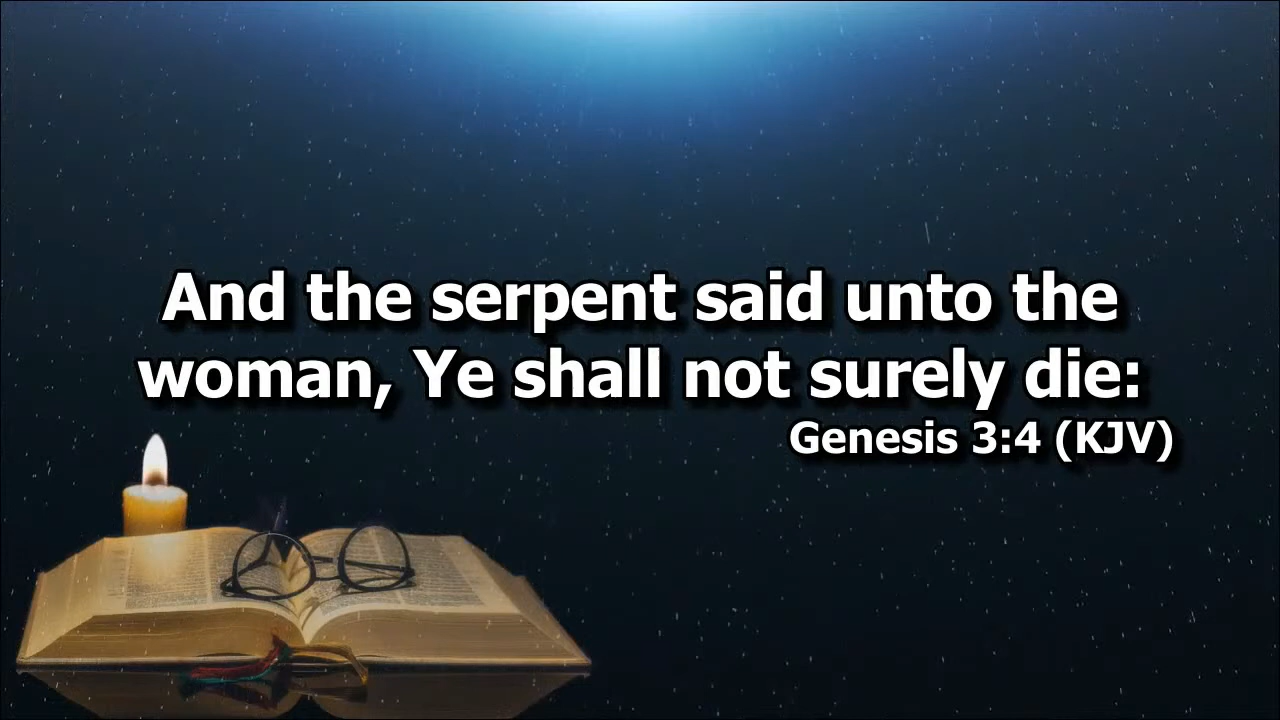 And the serpent said unto the
woman, Ye shall not surely die:
Genesis 3:4 (KJV)